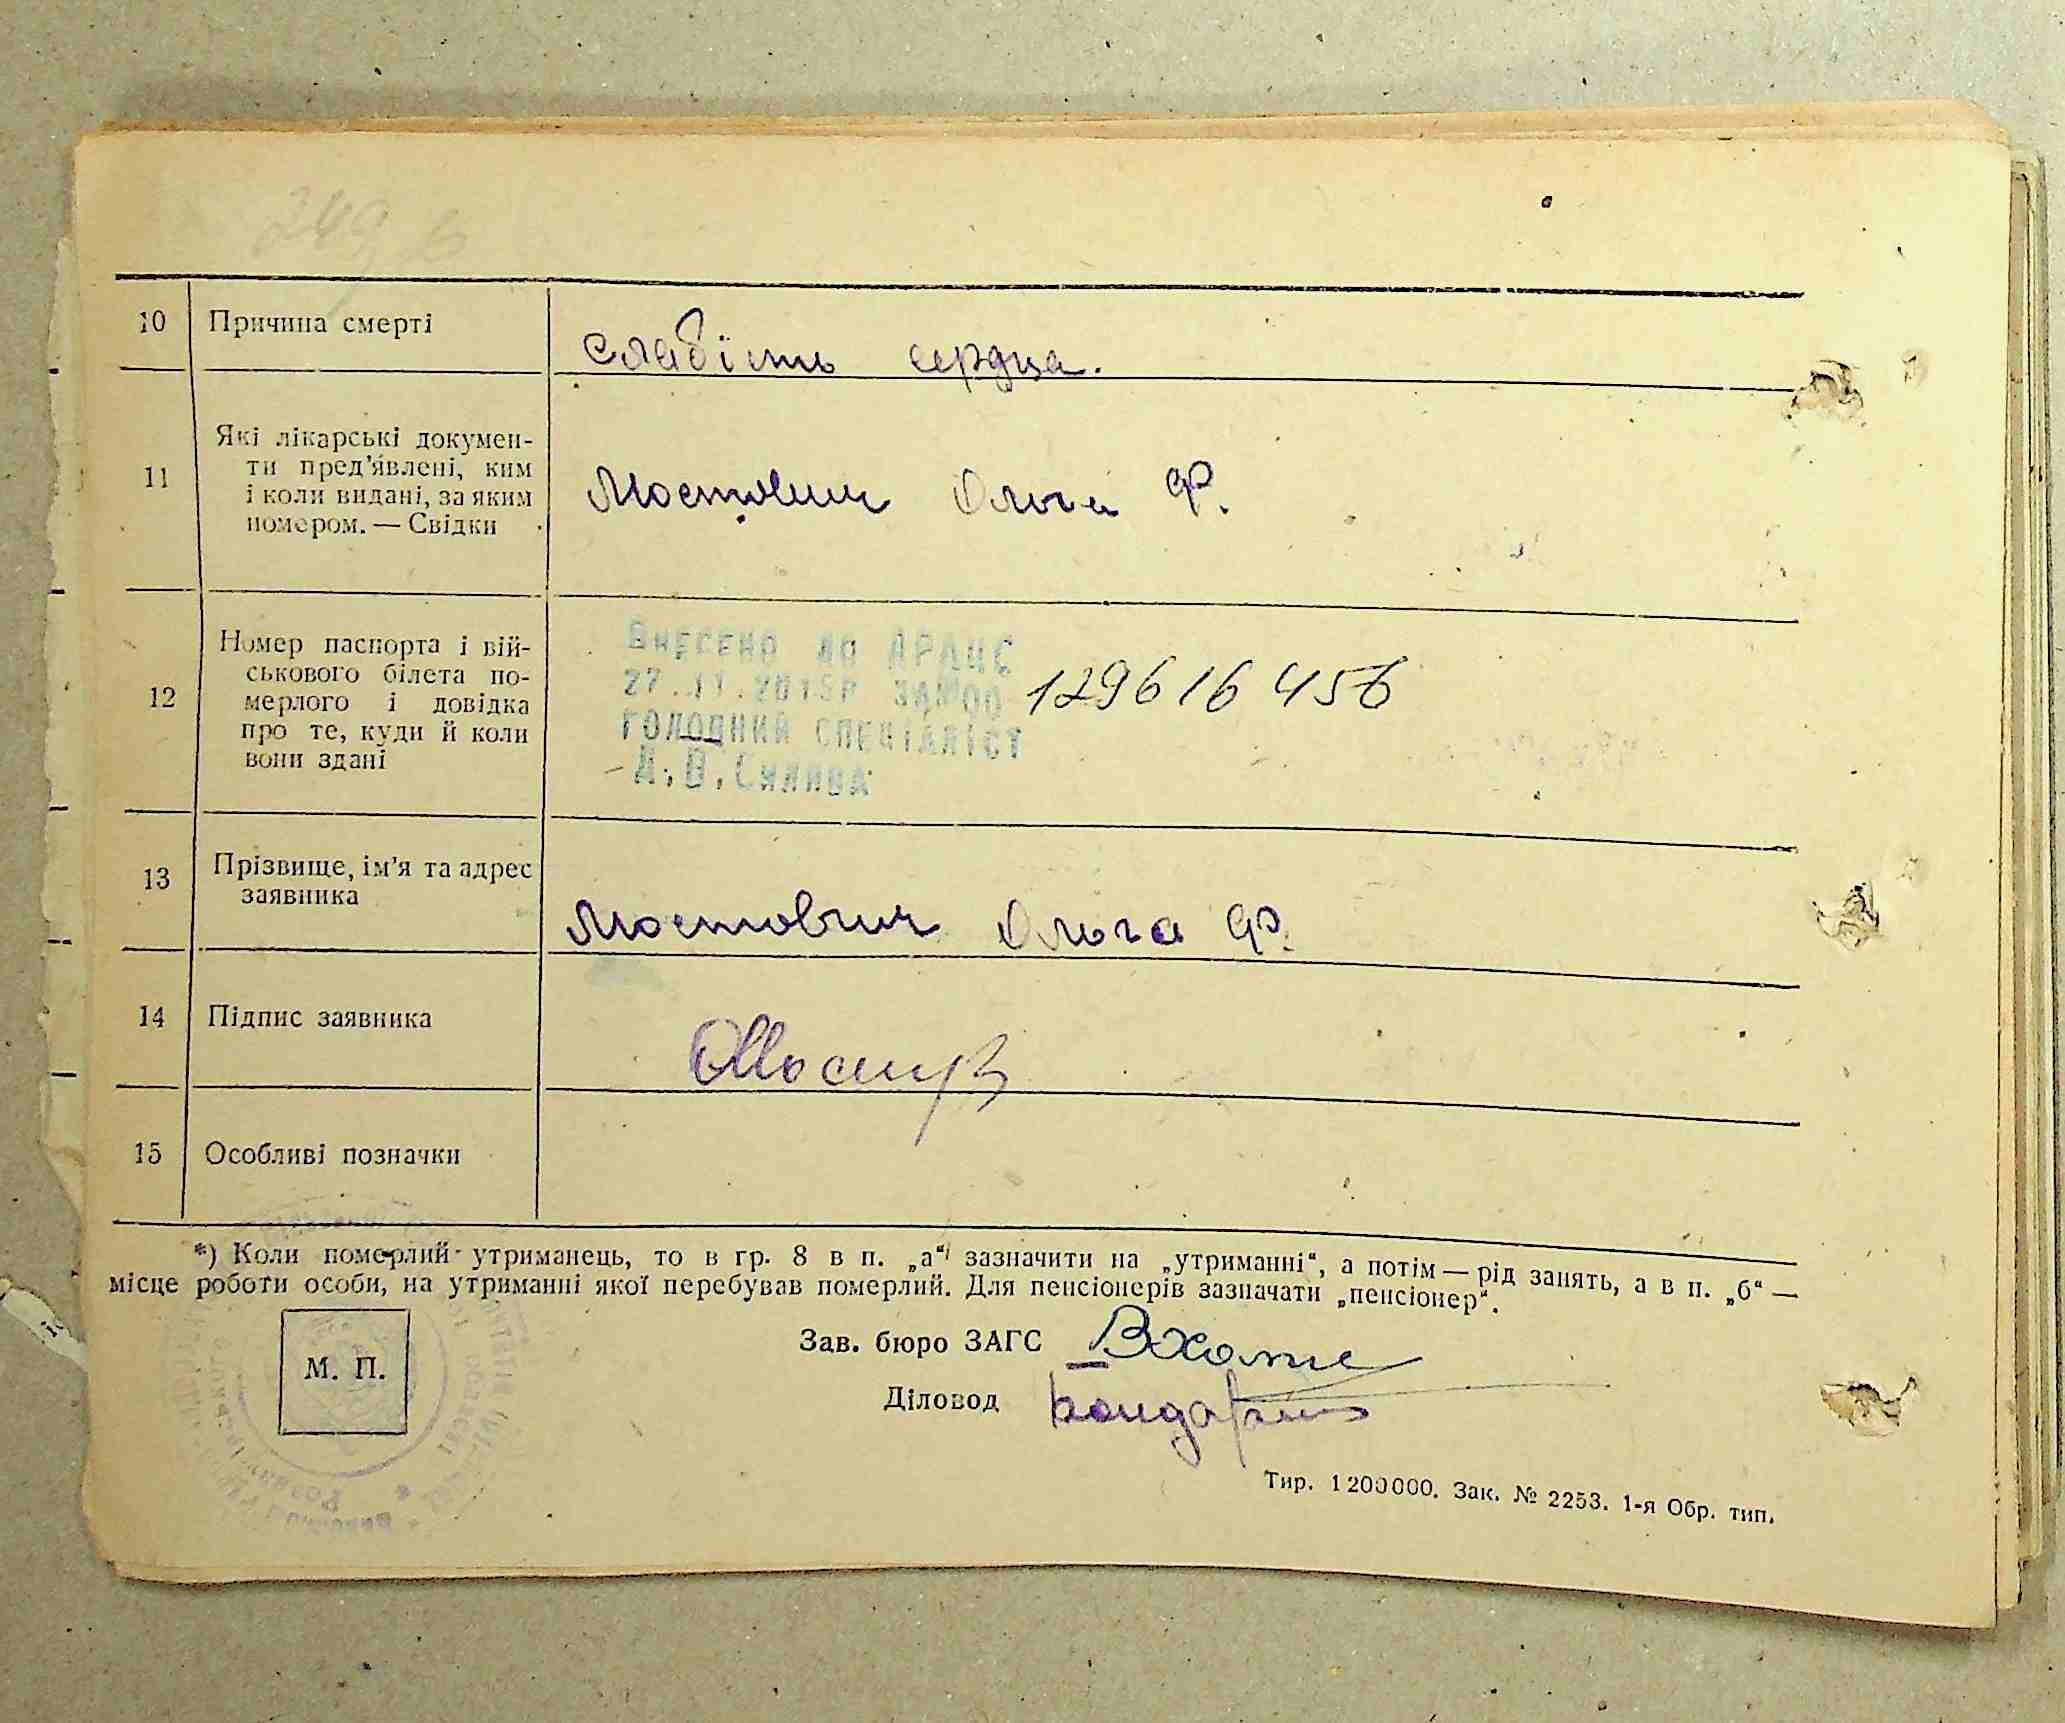 10 Причина смерті
слабість сердца.
11 Які лікарські докумен-
ти пред'явлені, ким
і коли видані, за яким
номером. — Свідки
Мостович Ольга Ф.
12 Номер паспорта і вій-
ськового білета по-
мерлого і довідка
про те, куди й коли
вони здані
Внесено до ДРАЦС
27.11.2015р за №00 129616456
головний спеціаліст
13 Прізвище, ім'я та адрес
заявника
Мостович Ольга Ф.
14 Підпис заявника
15 Особливі позначки
*) Коли померлий утриманець, то в гр. 8 в п. „а“ зазначити на „утриманні“, а потім — рід занять, а в п. „б“ —
місце роботи особи, на утриманні якої перебував померлий. Для пенсіонерів зазначати „пенсіонер“.
Зав. бюро ЗАГС
М. П.
Діловод
Тир. 1200000. Зак. № 2253. 1-я Обр. тип.